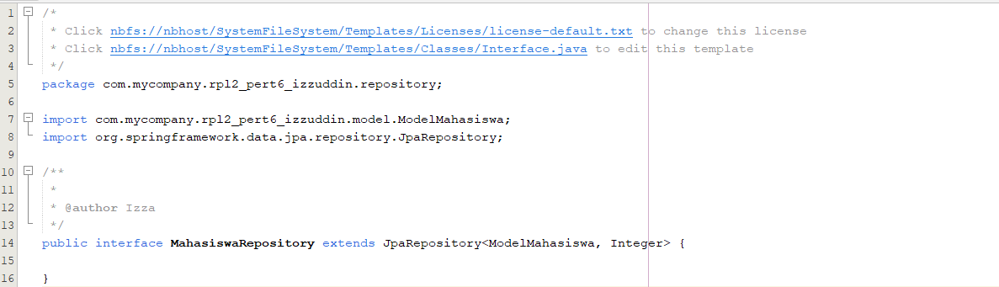 1 /*
2 * Click nbfs://nbhost/SystemFileSystem/Templates/Licenses/license-default.txt to change this license
3 * Click nbfs://nbhost/SystemFileSystem/Templates/Classes/Interface.java to edit this template
4 */
5 package com.mycompany.rpl2_pert6_izzuddin.repository;
6
7 import com.mycompany.rpl2_pert6_izzuddin.model.ModelMahasiswa;
8 import org.springframework.data.jpa.repository.JpaRepository;
9
10 /**
11 *
12 * @author Izza
13 */
14 public interface MahasiswaRepository extends JpaRepository<ModelMahasiswa, Integer> {
15
16 }